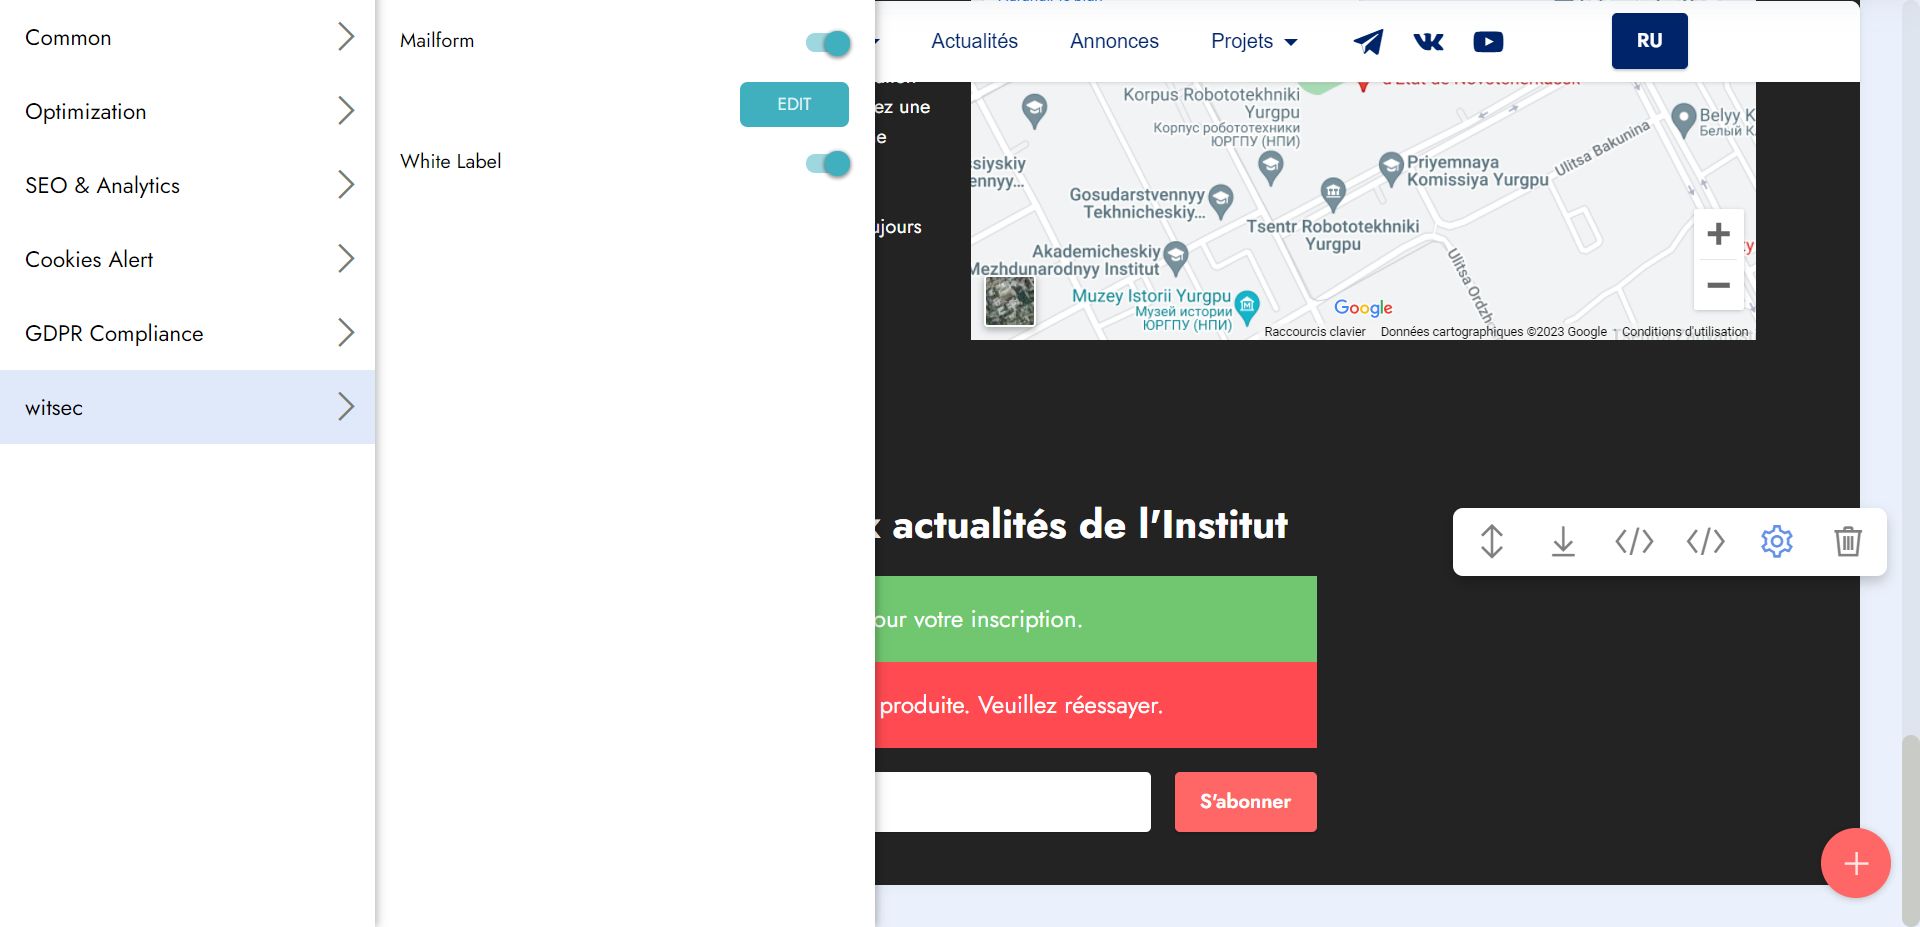 Common
Optimization
SEO & Analytics
Cookies Alert
GDPR Compliance
witsec
Mailform
EDIT
White Label
Actualités
Annonces
Projets
RU
ez une
e
ujours
Korpus Robototekhniki
Yurgpu
Корпус робототехники
ЮРГПУ (НПИ)
ssiyskiy
ennyy...
Gosudarstvennyy
Tekhnicheskiy...
Priyemnaya
Komissiya Yurgpu
Ulitsa Bakunina
Belyy K
Белый К
Tsentr Robototekhniki
Yurgpu
Akademicheskiy
Mezhdunarodnyy Institut
Ulitsa Ordzh
Muzey Istorii Yurgpu
Музей истории
ЮРГПУ (НПИ)
Google
Raccourcis clavier
Données cartographiques ©2023 Google
Conditions d'utilisation
actualités de l'Institut
our votre inscription.
produite. Veuillez réessayer.
S'abonner